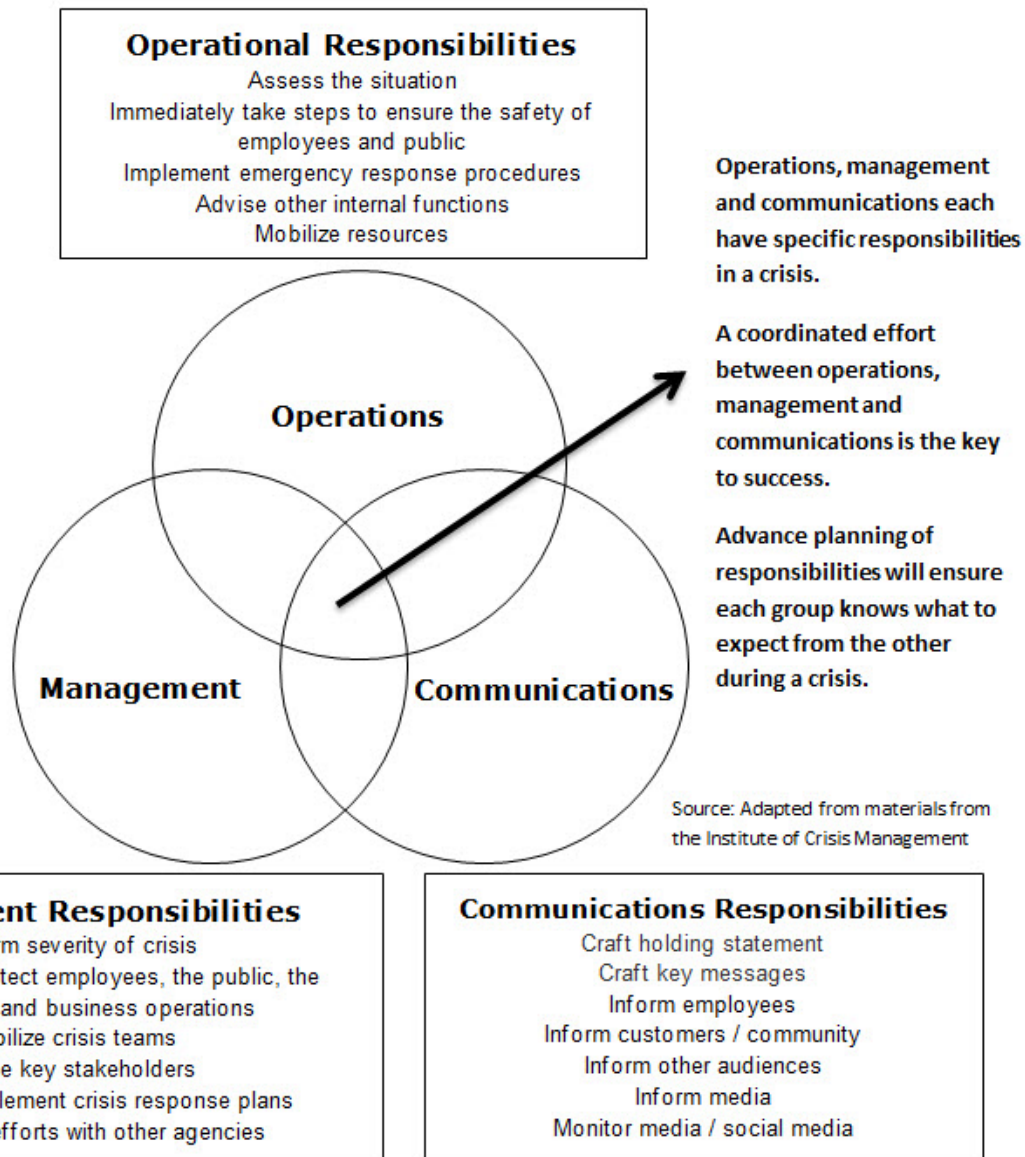 Operational Responsibilities
Assess the situation
Immediately take steps to ensure the safety of
employees and public
Implement emergency response procedures
Advise other internal functions
Mobilize resources
Operations, management
and communications each
have specific responsibilities
in a crisis.
A coordinated effort
between operations,
management and
communications is the key
to success.
Advance planning of
responsibilities will ensure
each group knows what to
expect from the other
during a crisis.
Operations
Management
Communications
Source: Adapted from materials from
the Institute of Crisis Management
Responsibilities
severity of crisis
employees, the public, the
and business operations
crisis teams
key stakeholders
crisis response plans
efforts with other agencies
Communications Responsibilities
Craft holding statement
Craft key messages
Inform employees
Inform customers / community
Inform other audiences
Inform media
Monitor media / social media